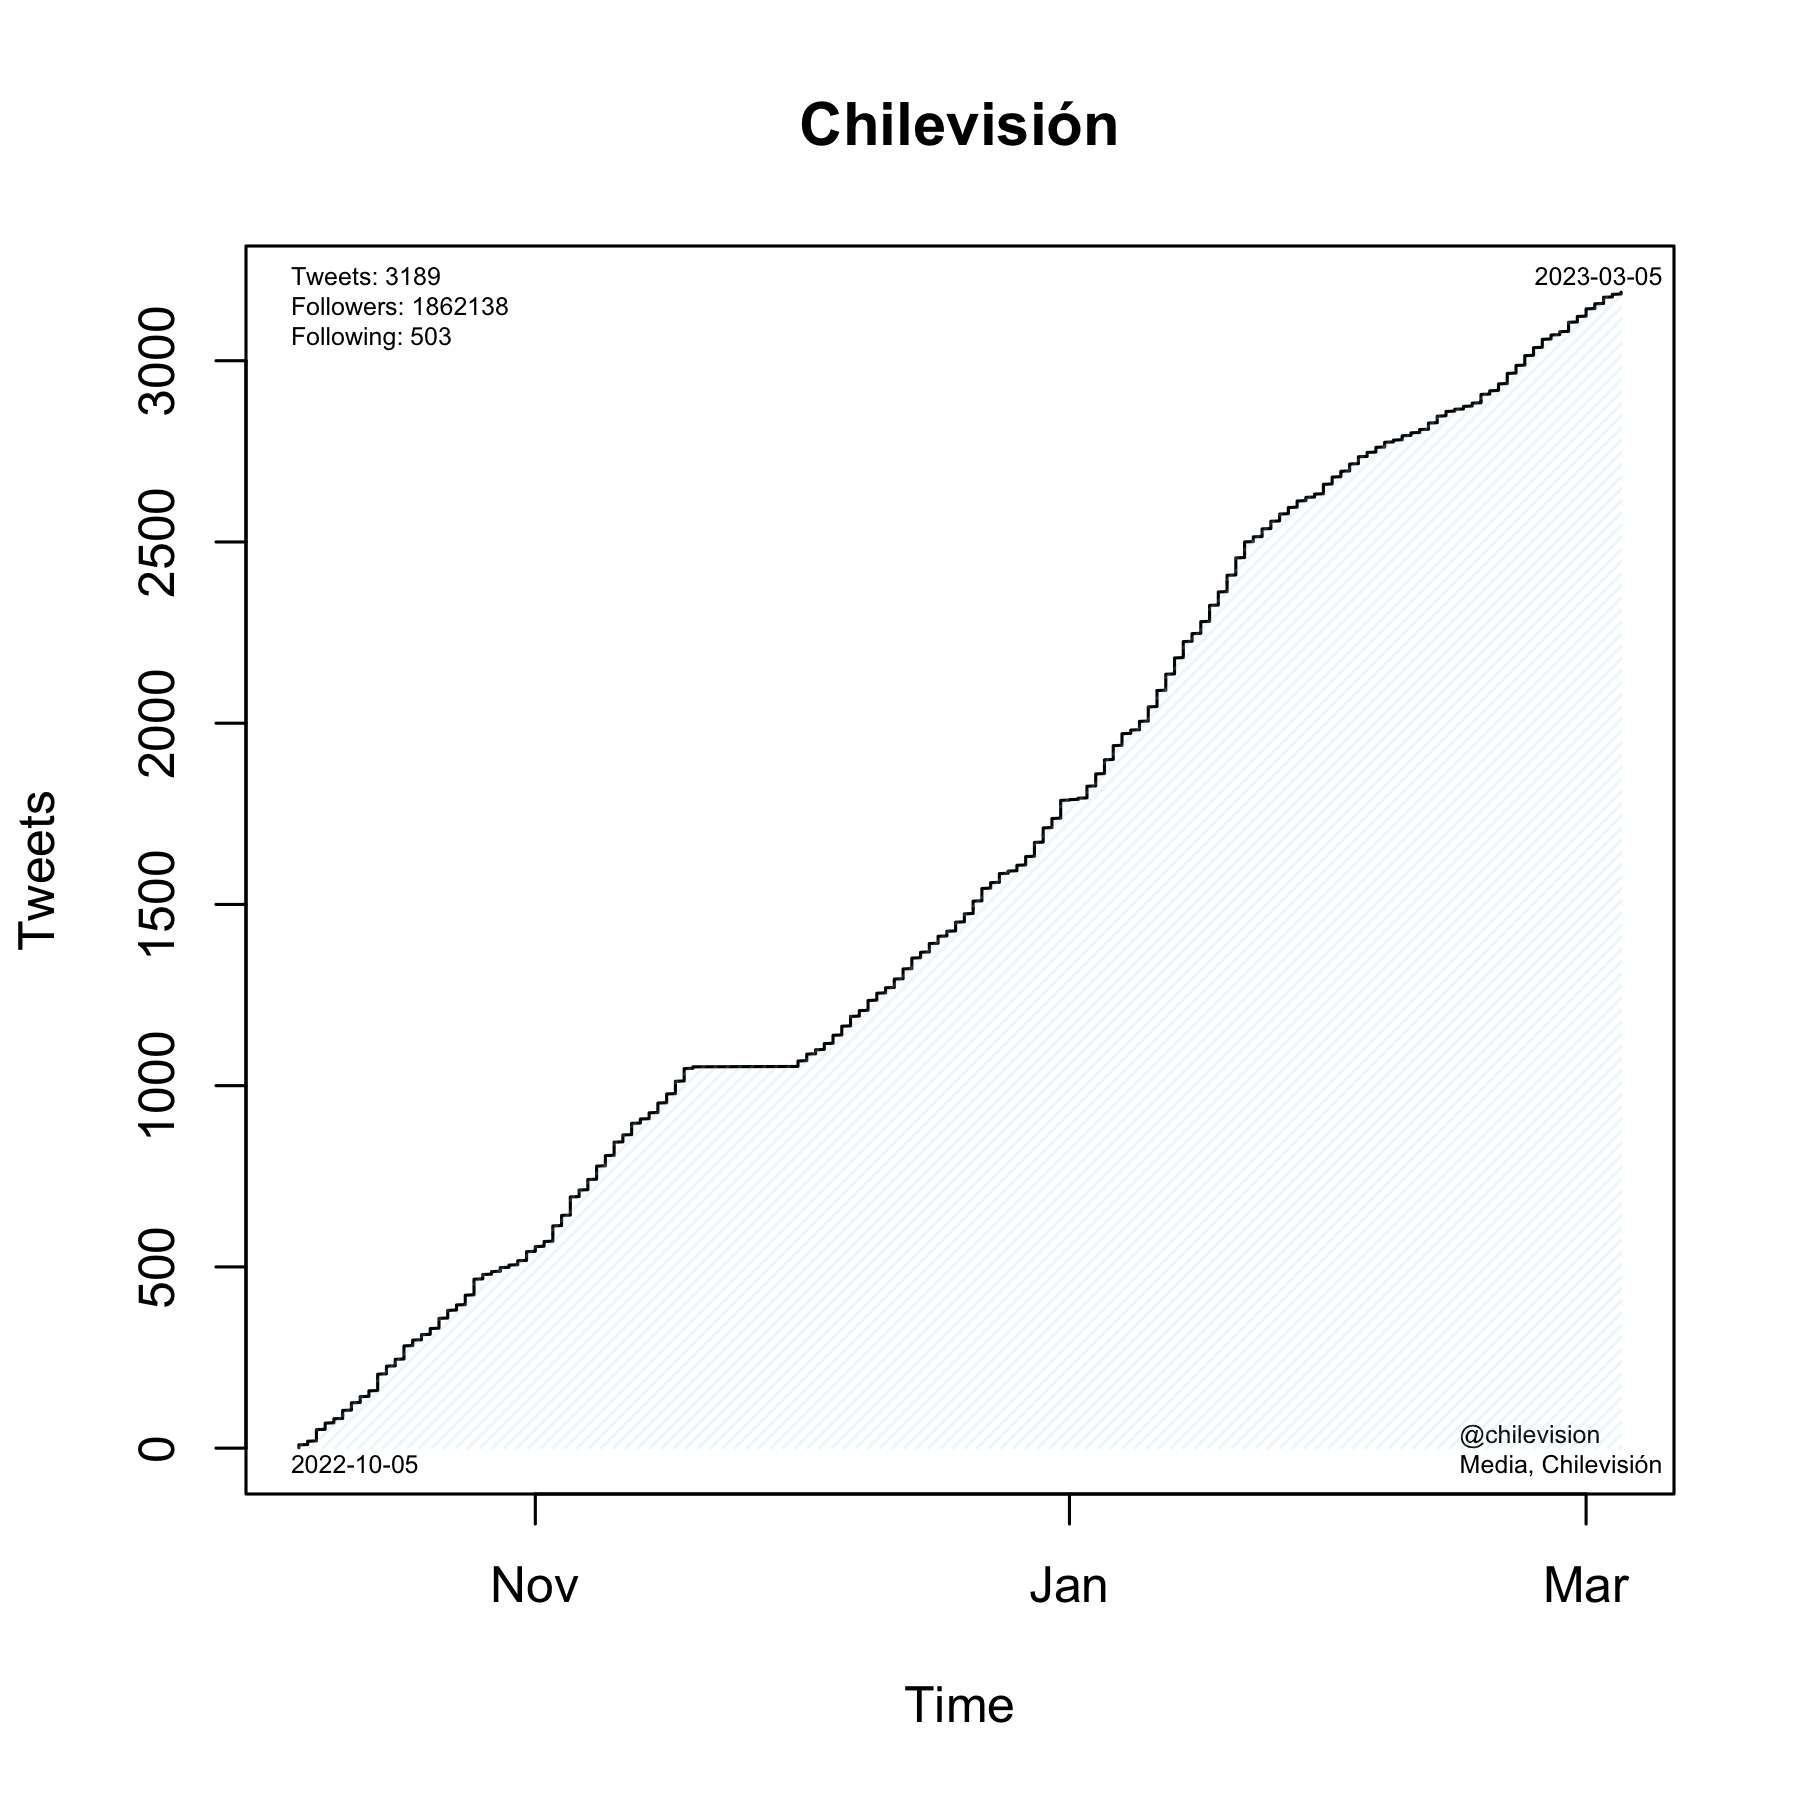 Chilevisión
Tweets: 3189
Followers: 1862138
Following: 503
2023-03-05
3000
2500
2000
1500
1000
500
0
Tweets
2022-10-05
@chilevision
Media, Chilevisión
Nov
Jan
Mar
Time